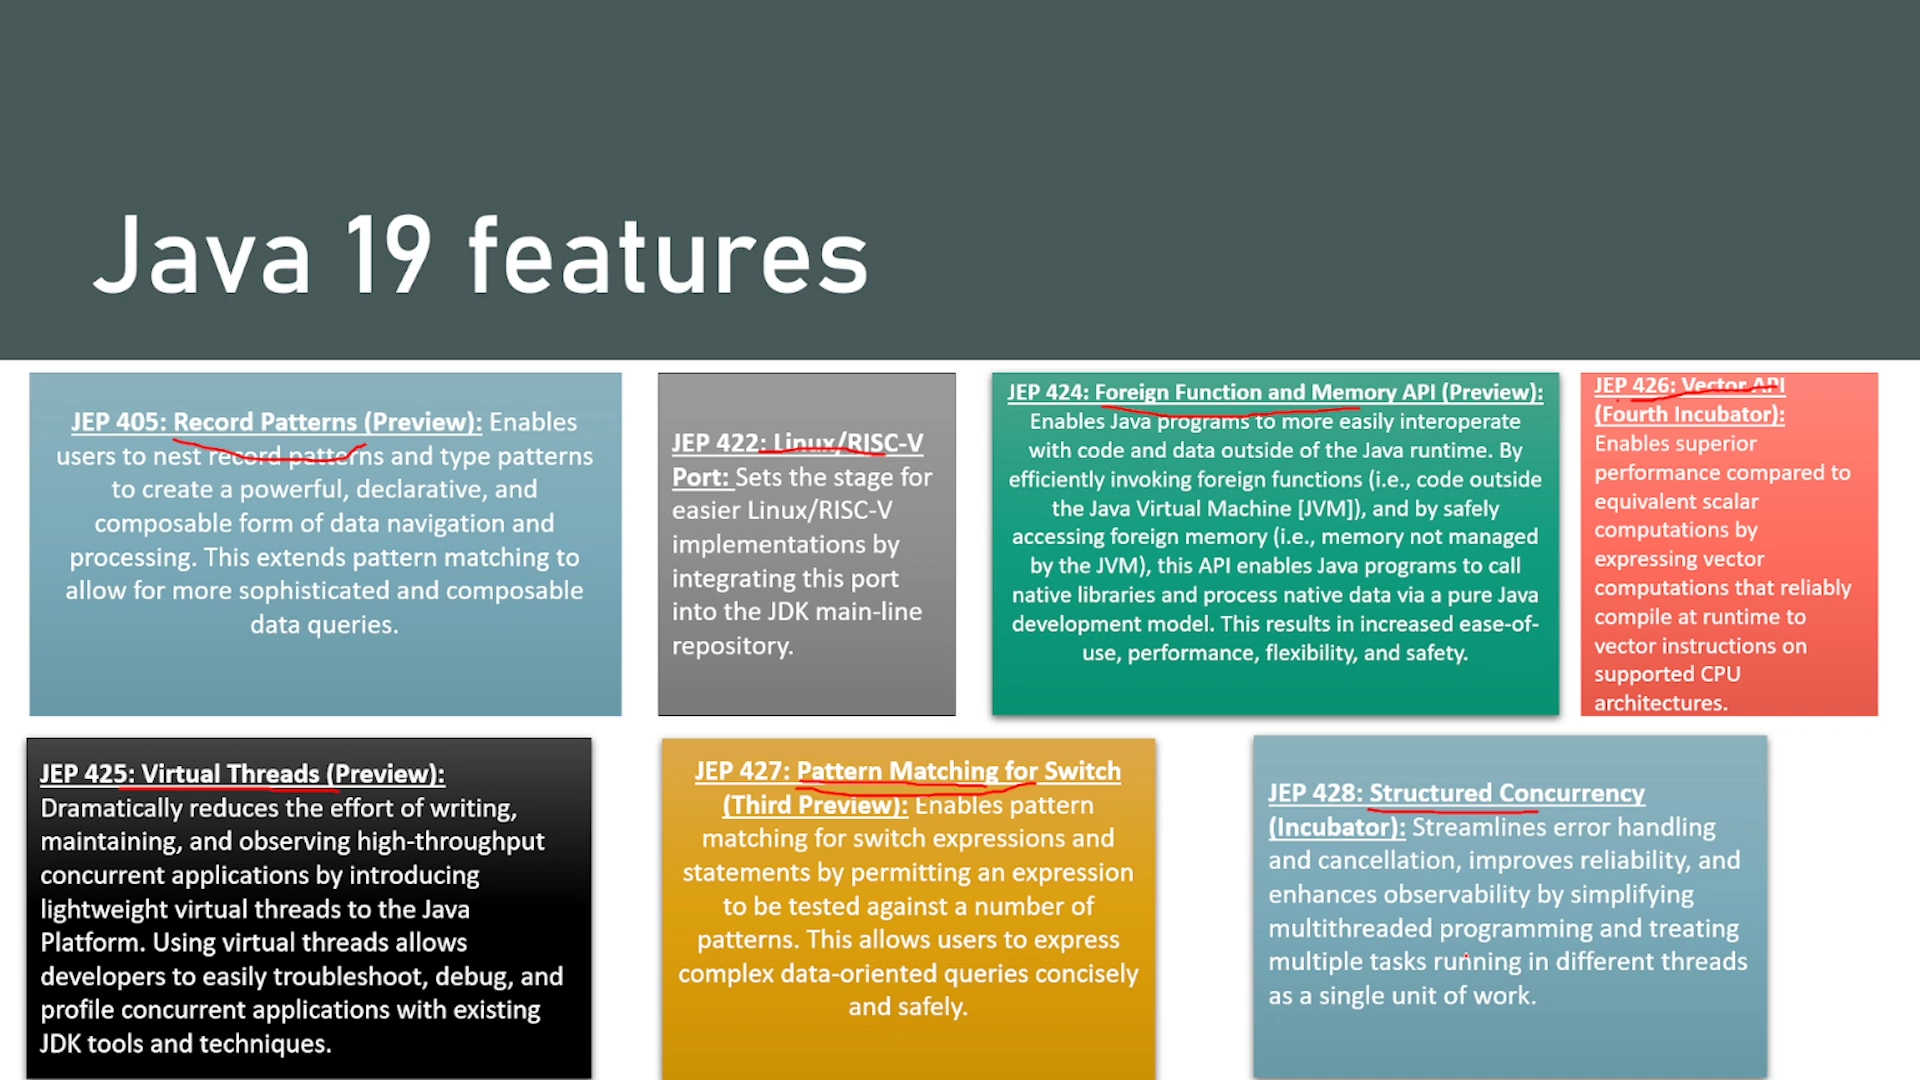 Java 19 features
JEP 405: Record Patterns (Preview): Enables
users to nest record patterns and type patterns
to create a powerful, declarative, and
composable form of data navigation and
processing. This extends pattern matching to
allow for more sophisticated and composable
data queries.
JEP 422: Linux/RISC-V
Port: Sets the stage for
easier Linux/RISC-V
implementations by
integrating this port
into the JDK main-line
repository.
JEP 424: Foreign Function and Memory API (Preview):
Enables Java programs to more easily interoperate
with code and data outside of the Java runtime. By
efficiently invoking foreign functions (i.e., code outside
the Java Virtual Machine [JVM]), and by safely
accessing foreign memory (i.e., memory not managed
by the JVM), this API enables Java programs to call
native libraries and process native data via a pure Java
development model. This results in increased ease-of-
use, performance, flexibility, and safety.
JEP 426: Vector API
(Fourth Incubator):
Enables superior
performance compared to
equivalent scalar
computations by
expressing vector
computations that reliably
compile at runtime to
vector instructions on
supported CPU
architectures.
JEP 425: Virtual Threads (Preview):
Dramatically reduces the effort of writing,
maintaining, and observing high-throughput
concurrent applications by introducing
lightweight virtual threads to the Java
Platform. Using virtual threads allows
developers to easily troubleshoot, debug, and
profile concurrent applications with existing
JDK tools and techniques.
JEP 427: Pattern Matching for Switch
(Third Preview): Enables pattern
matching for switch expressions and
statements by permitting an expression
to be tested against a number of
patterns. This allows users to express
complex data-oriented queries concisely
and safely.
JEP 428: Structured Concurrency
(Incubator): Streamlines error handling
and cancellation, improves reliability, and
enhances observability by simplifying
multithreaded programming and treating
multiple tasks running in different threads
as a single unit of work.